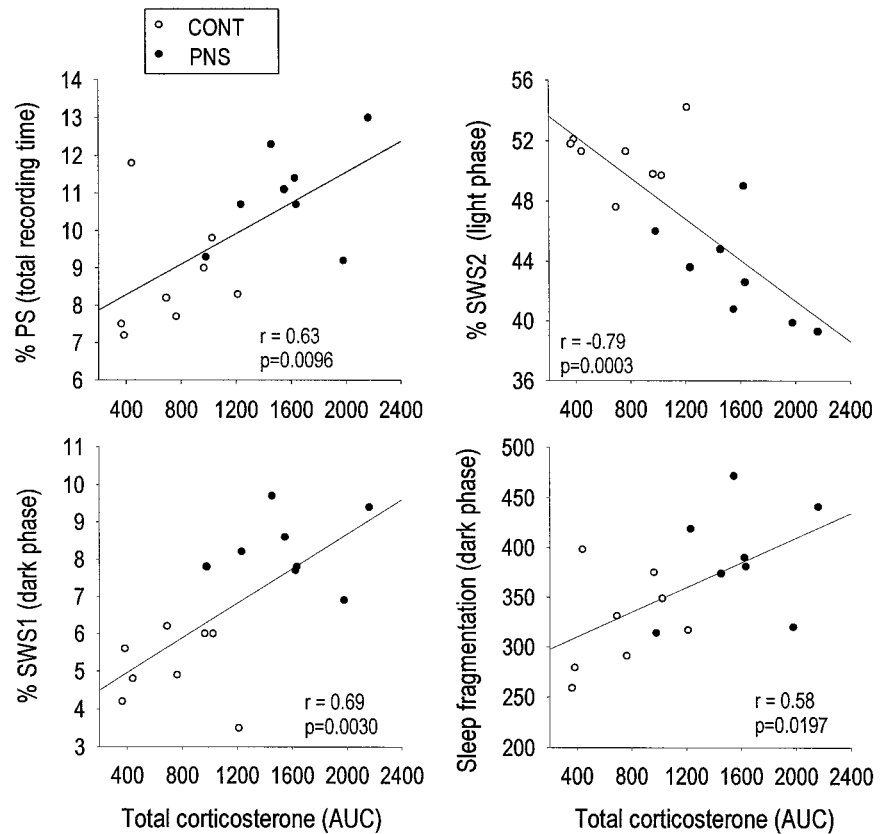 CONT
PNS
% PS (total recording time)
14
13
12
11
10
9
8
7
6
r = 0.63
p=0.0096
400 800 1200 1600 2000 2400
% SWS2 (light phase)
56
52
48
44
40
36
r = -0.79
p=0.0003
400 800 1200 1600 2000 2400
% SWS1 (dark phase)
11
10
9
8
7
6
5
4
3
r = 0.69
p=0.0030
400 800 1200 1600 2000 2400
Total corticosterone (AUC)
Sleep fragmentation (dark phase)
500
450
400
350
300
250
200
r = 0.58
p=0.0197
400 800 1200 1600 2000 2400
Total corticosterone (AUC)